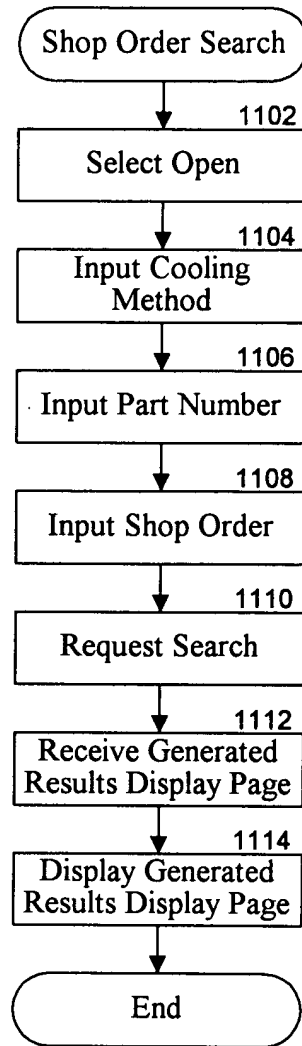 Shop Order Search
1102
Select Open
1104
Input Cooling
Method
1106
Input Part Number
1108
Input Shop Order
1110
Request Search
1112
Receive Generated
Results Display Page
1114
Display Generated
Results Display Page
End